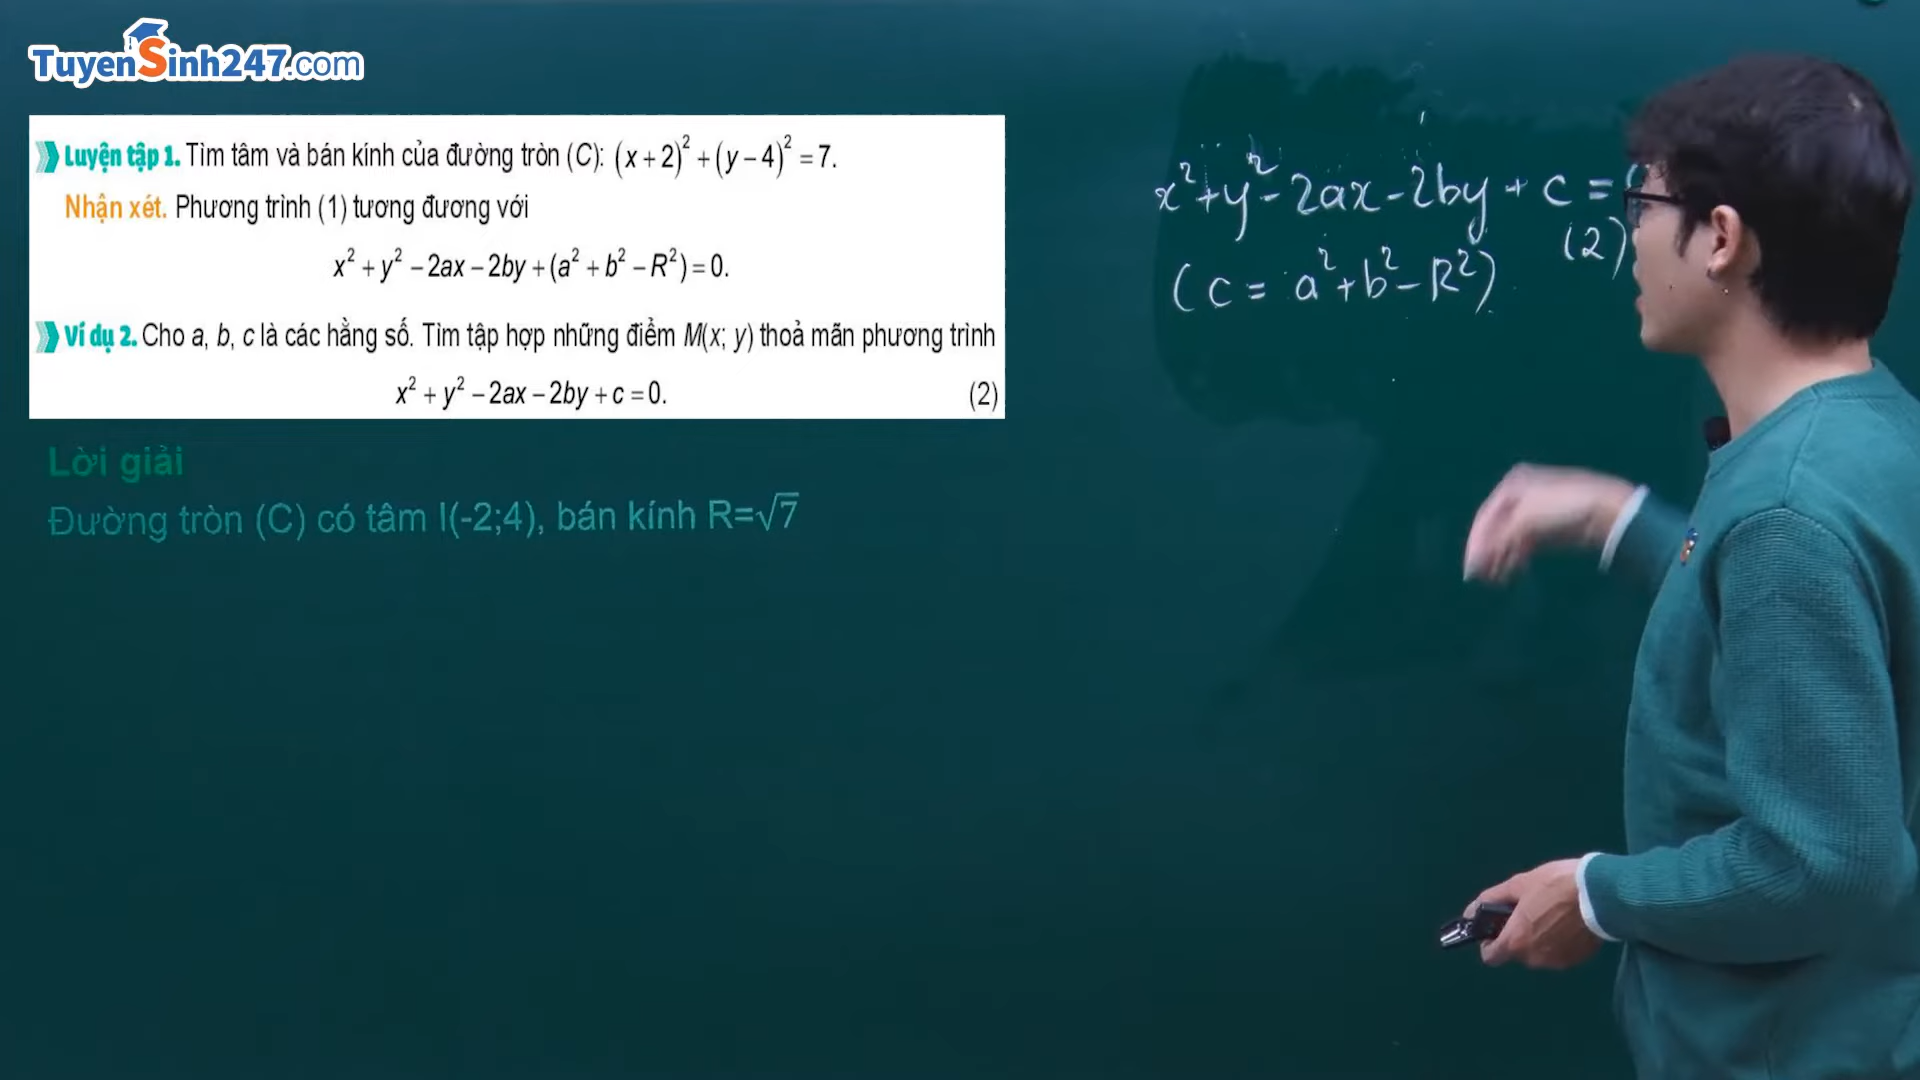 TuyenSinh247.com
Luyện tập 1. Tìm tâm và bán kính của đường tròn (C): (x + 2)² + (y – 4)² = 7.
Nhận xét. Phương trình (1) tương đương với
x² + y² – 2ax – 2by + (a² + b² – R²) = 0.
Ví dụ 2. Cho a, b, c là các hằng số. Tìm tập hợp những điểm M(x; y) thoả mãn phương trình
x² + y² – 2ax – 2by + c = 0. (2)
Lời giải
Đường tròn (C) có tâm I(-2;4), bán kính R=√7
x² + y² - 2ax - 2by + c =
(2)
(c = a² + b² - R²)